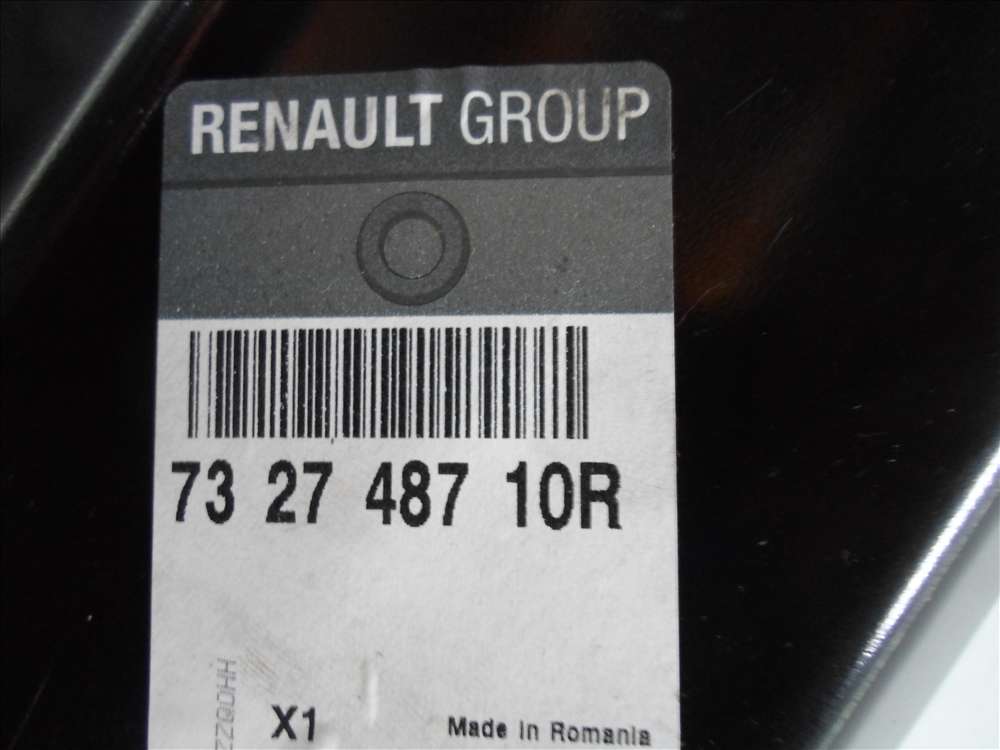 RENAULT GROUP
73 27 487 10R
X1
Made in Romania